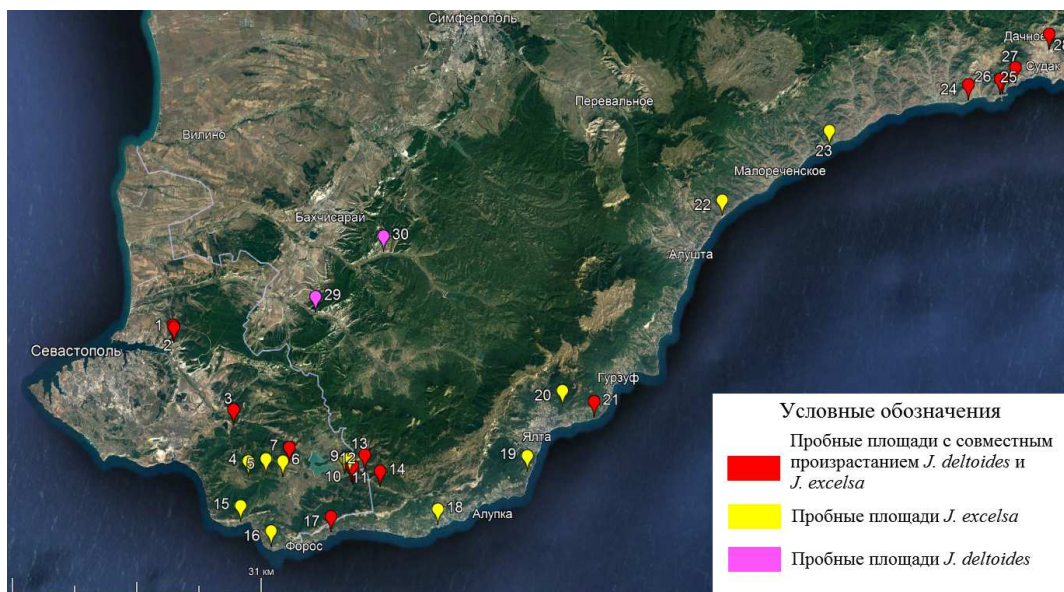 Симферополь
Дачное
28
27
Судак
26
25
24
Перевальное
Вилино
23
Малореченское
22
Бахчисарай
30
Алушта
29
1
2
Севастополь
Гурзуф
20
21
3
Ялта
13
7
9
12
19
4
5
6
10
11
14
15
18
Алупка
17
16
Форос
31 км
Условные обозначения
Пробные площади с совместным
произрастанием J. deltoides и
J. excelsa
Пробные площади J. excelsa
Пробные площади J. deltoides